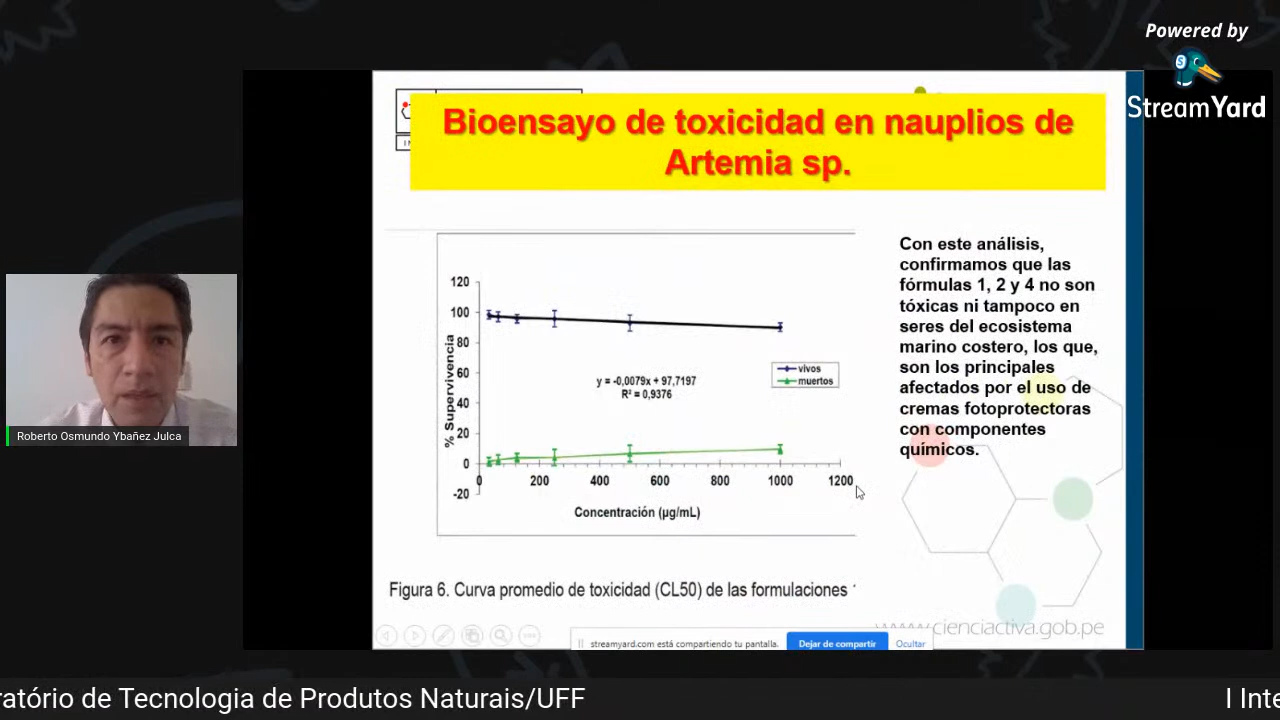 Powered by
StreamYard
Bioensayo de toxicidad en nauplios de
Artemia sp.
Con este análisis,
confirmamos que las
fórmulas 1, 2 y 4 no son
tóxicas ni tampoco en
seres del ecosistema
marino costero, los que,
son los principales
afectados por el uso de
cremas fotoprotectoras
con componentes
químicos.
120
100
80
60
40
20
0
-20
% Supervivencia
y = -0,0079x + 97,7197
R² = 0,9376
vivos
muertos
0 200 400 600 800 1000 1200
Concentración (µg/mL)
Figura 6. Curva promedio de toxicidad (CL50) de las formulaciones
www.cienciactiva.gob.pe
streamyard.com está compartiendo tu pantalla.
Dejar de compartir
Ocultar
Roberto Osmundo Ybañez Julca
ratório de Tecnologia de Produtos Naturais/UFF
I Inte